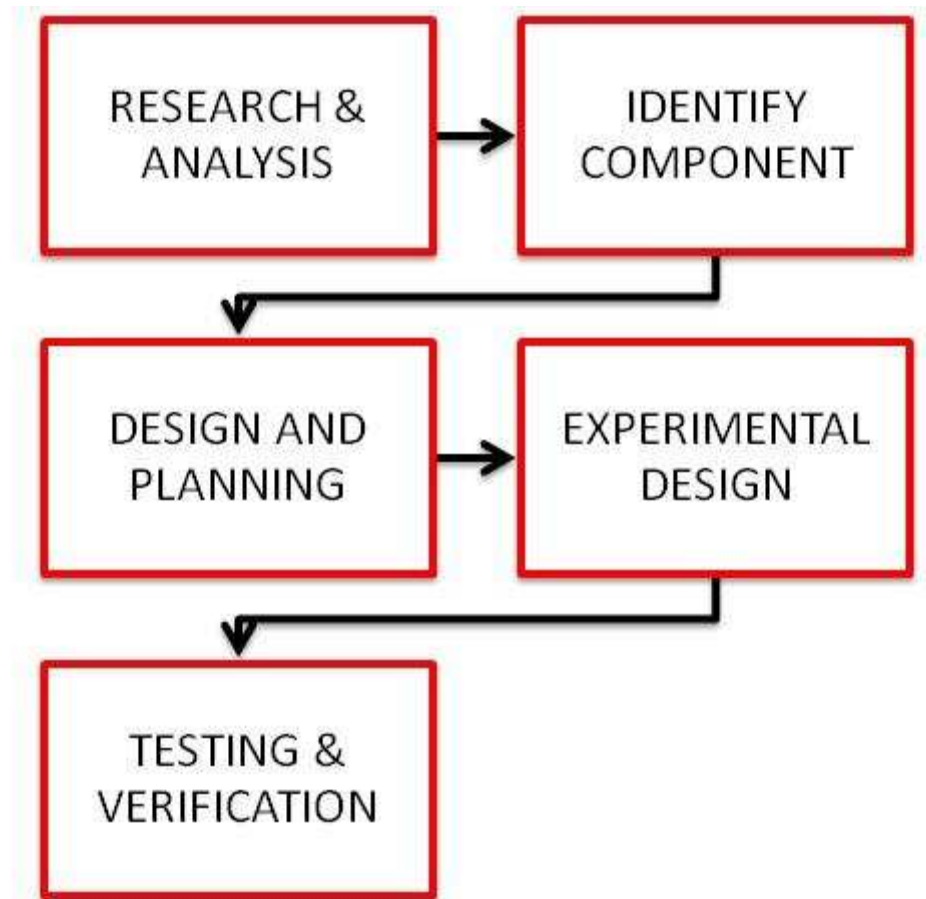 RESEARCH &
ANALYSIS
IDENTIFY
COMPONENT
DESIGN AND
PLANNING
EXPERIMENTAL
DESIGN
TESTING &
VERIFICATION